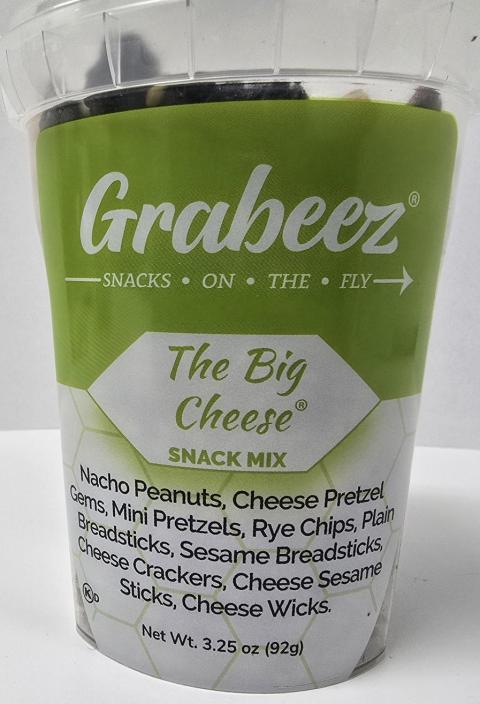 Grabeez®
SNACKS • ON • THE • FLY
The Big
Cheese®
SNACK MIX
Nacho Peanuts, Cheese Pretzel
Gems, Mini Pretzels, Rye Chips, Plain
Breadsticks, Sesame Breadsticks,
Cheese Crackers, Cheese Sesame
Sticks, Cheese Wicks.
K D
Net Wt. 3.25 oz (92g)